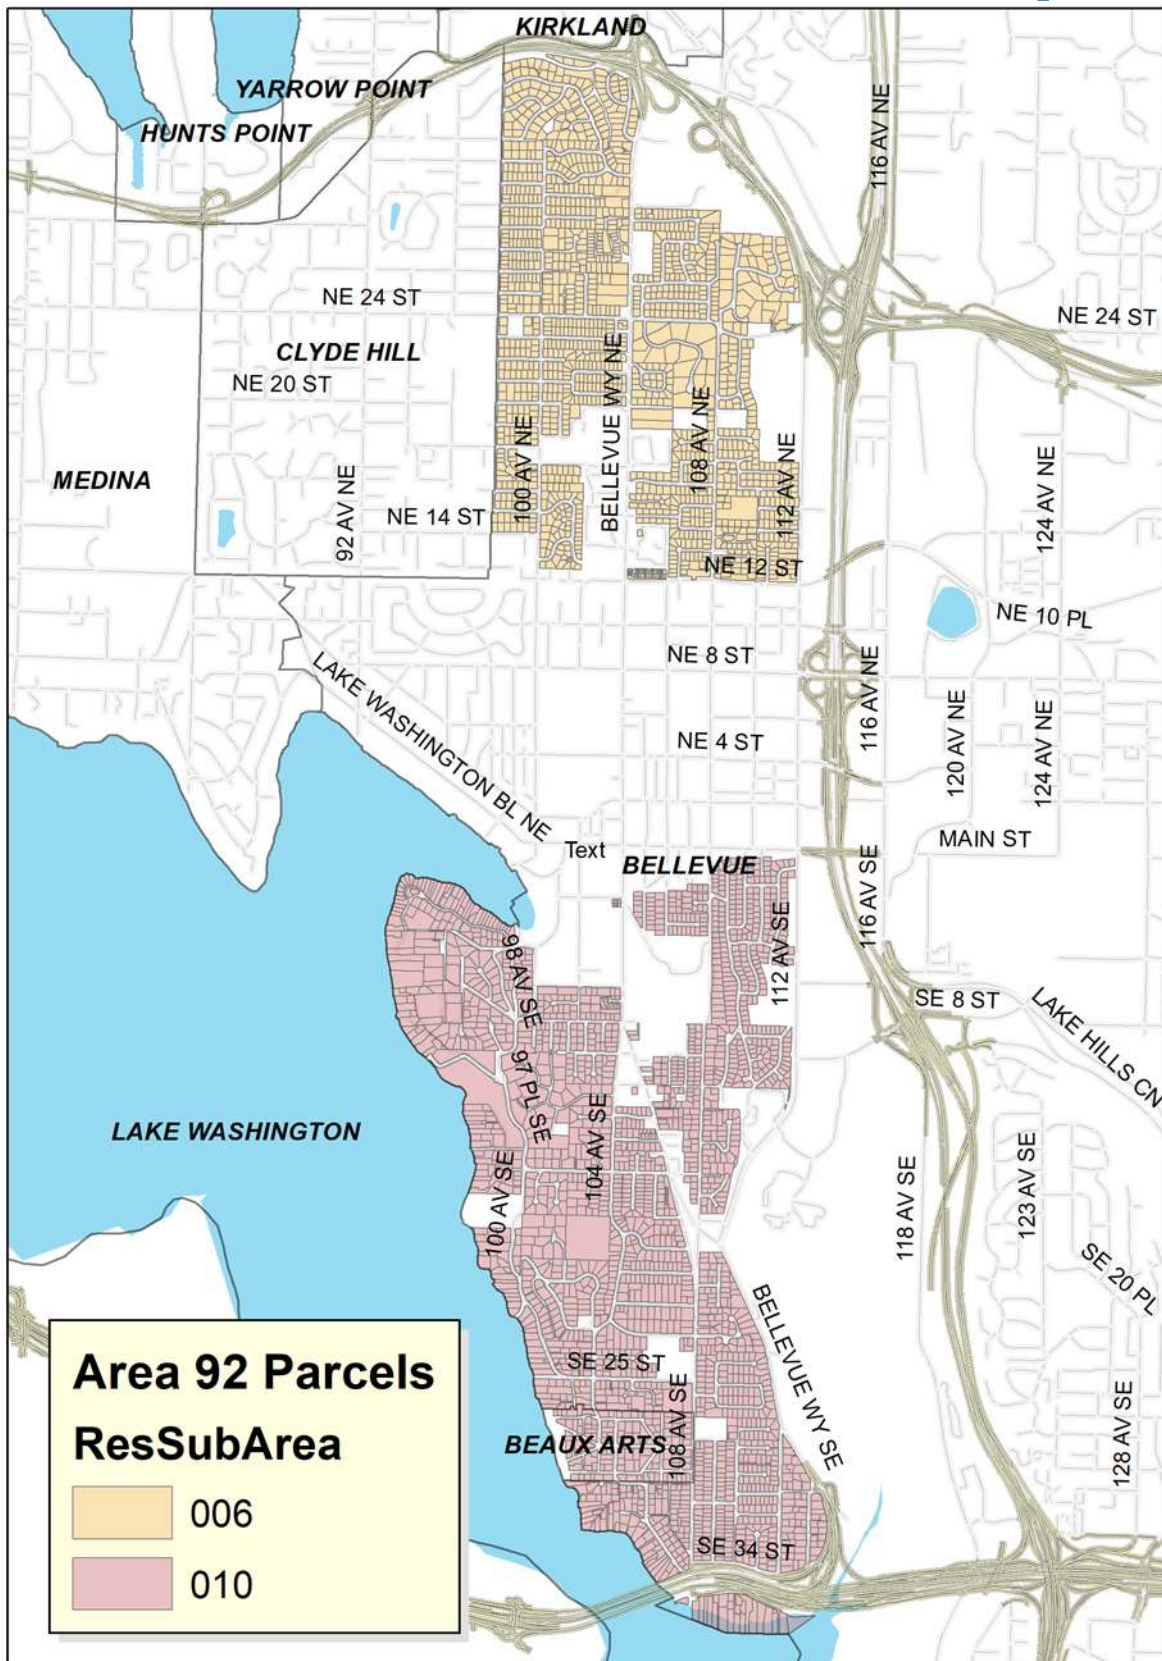 KIRKLAND
YARROW POINT
HUNTS POINT
116 AV NE
NE 24 ST
NE 24 ST
CLYDE HILL
NE 20 ST
BELLEVUE WY NE
100 AV NE
108 AV NE
112 AV NE
MEDINA
92 AV NE
NE 14 ST
124 AV NE
NE 12 ST
NE 10 PL
NE 8 ST
LAKE WASHINGTON BL NE
116 AV NE
120 AV NE
124 AV NE
NE 4 ST
MAIN ST
Text
BELLEVUE
116 AV SE
98 AV SE
112 AV SE
SE 8 ST
LAKE HILLS CN
97 PL SE
LAKE WASHINGTON
104 AV SE
100 AV SE
118 AV SE
123 AV SE
SE 20 PL
BELLEVUE WY SE
SE 25 ST
108 AV SE
128 AV SE
BEAUX ARTS
SE 34 ST
Area 92 Parcels
ResSubArea
006
010